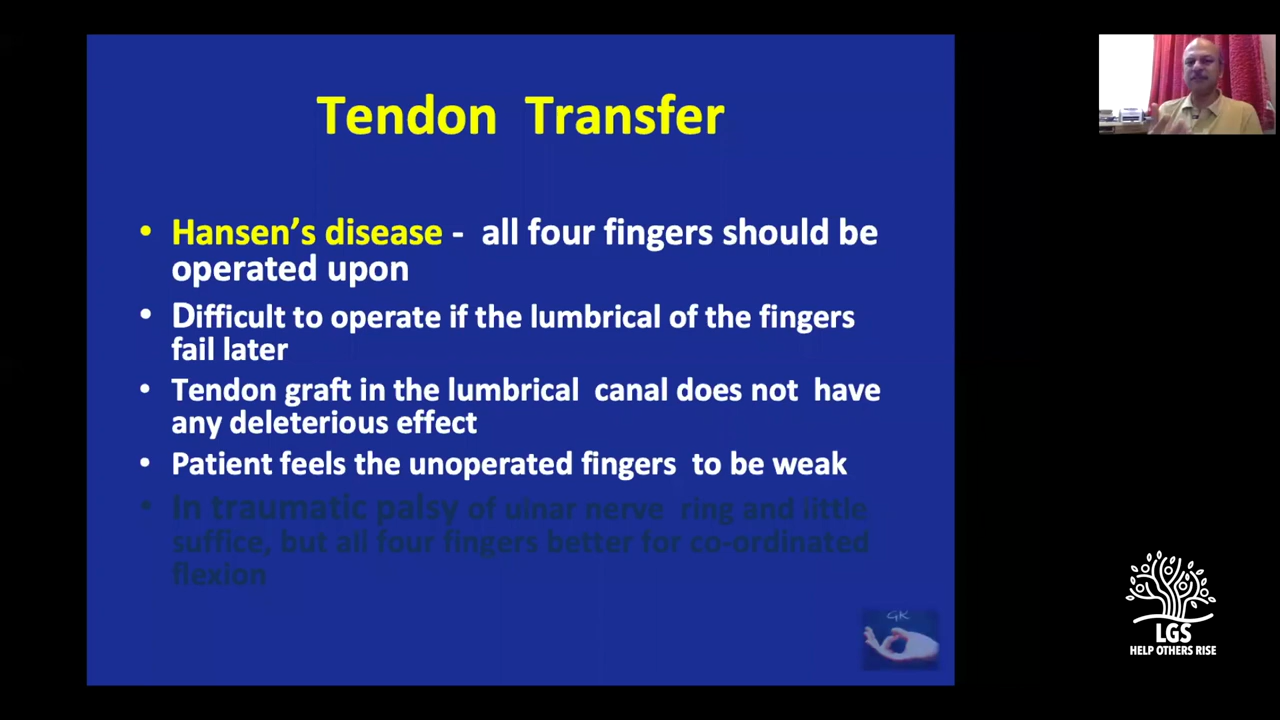 Tendon Transfer
• Hansen's disease - all four fingers should be
operated upon
• Difficult to operate if the lumbrical of the fingers
fail later
• Tendon graft in the lumbrical canal does not have
any deleterious effect
• Patient feels the unoperated fingers to be weak
• In traumatic palsy of ulnar nerve ring and little
suffice, but all four fingers better for co-ordinated
flexion
GK
LGS
HELP OTHERS RISE